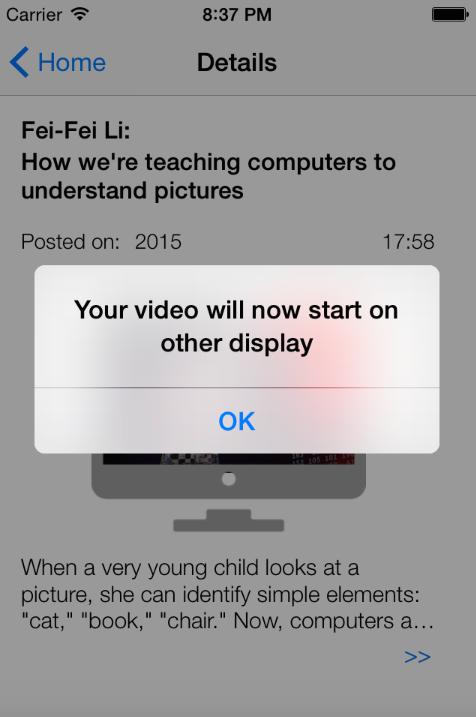 Carrier 8:37 PM
Home Details
Fei-Fei Li:
How we're teaching computers to
understand pictures
Posted on: 2015 17:58
Your video will now start on
other display
OK
When a very young child looks at a
picture, she can identify simple elements:
"cat," "book," "chair." Now, computers a...
>>